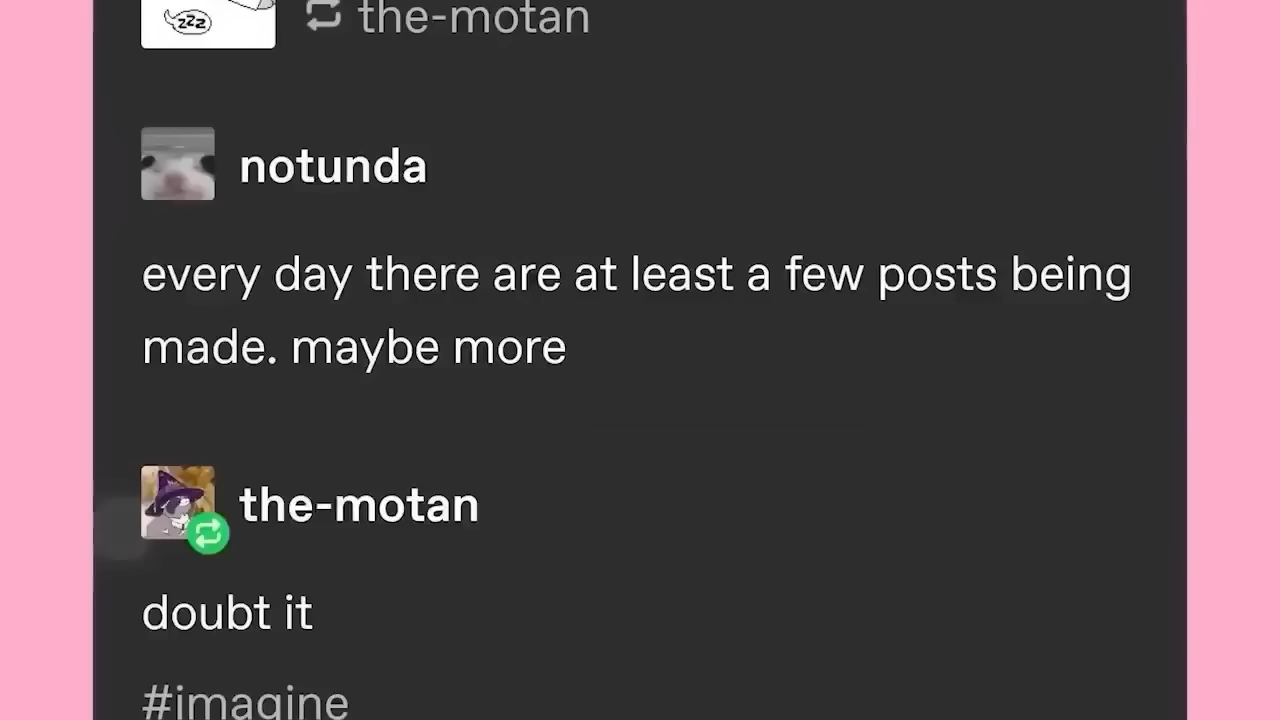 zzz
the-motan
notunda
every day there are at least a few posts being
made. maybe more
the-motan
doubt it
#imagine